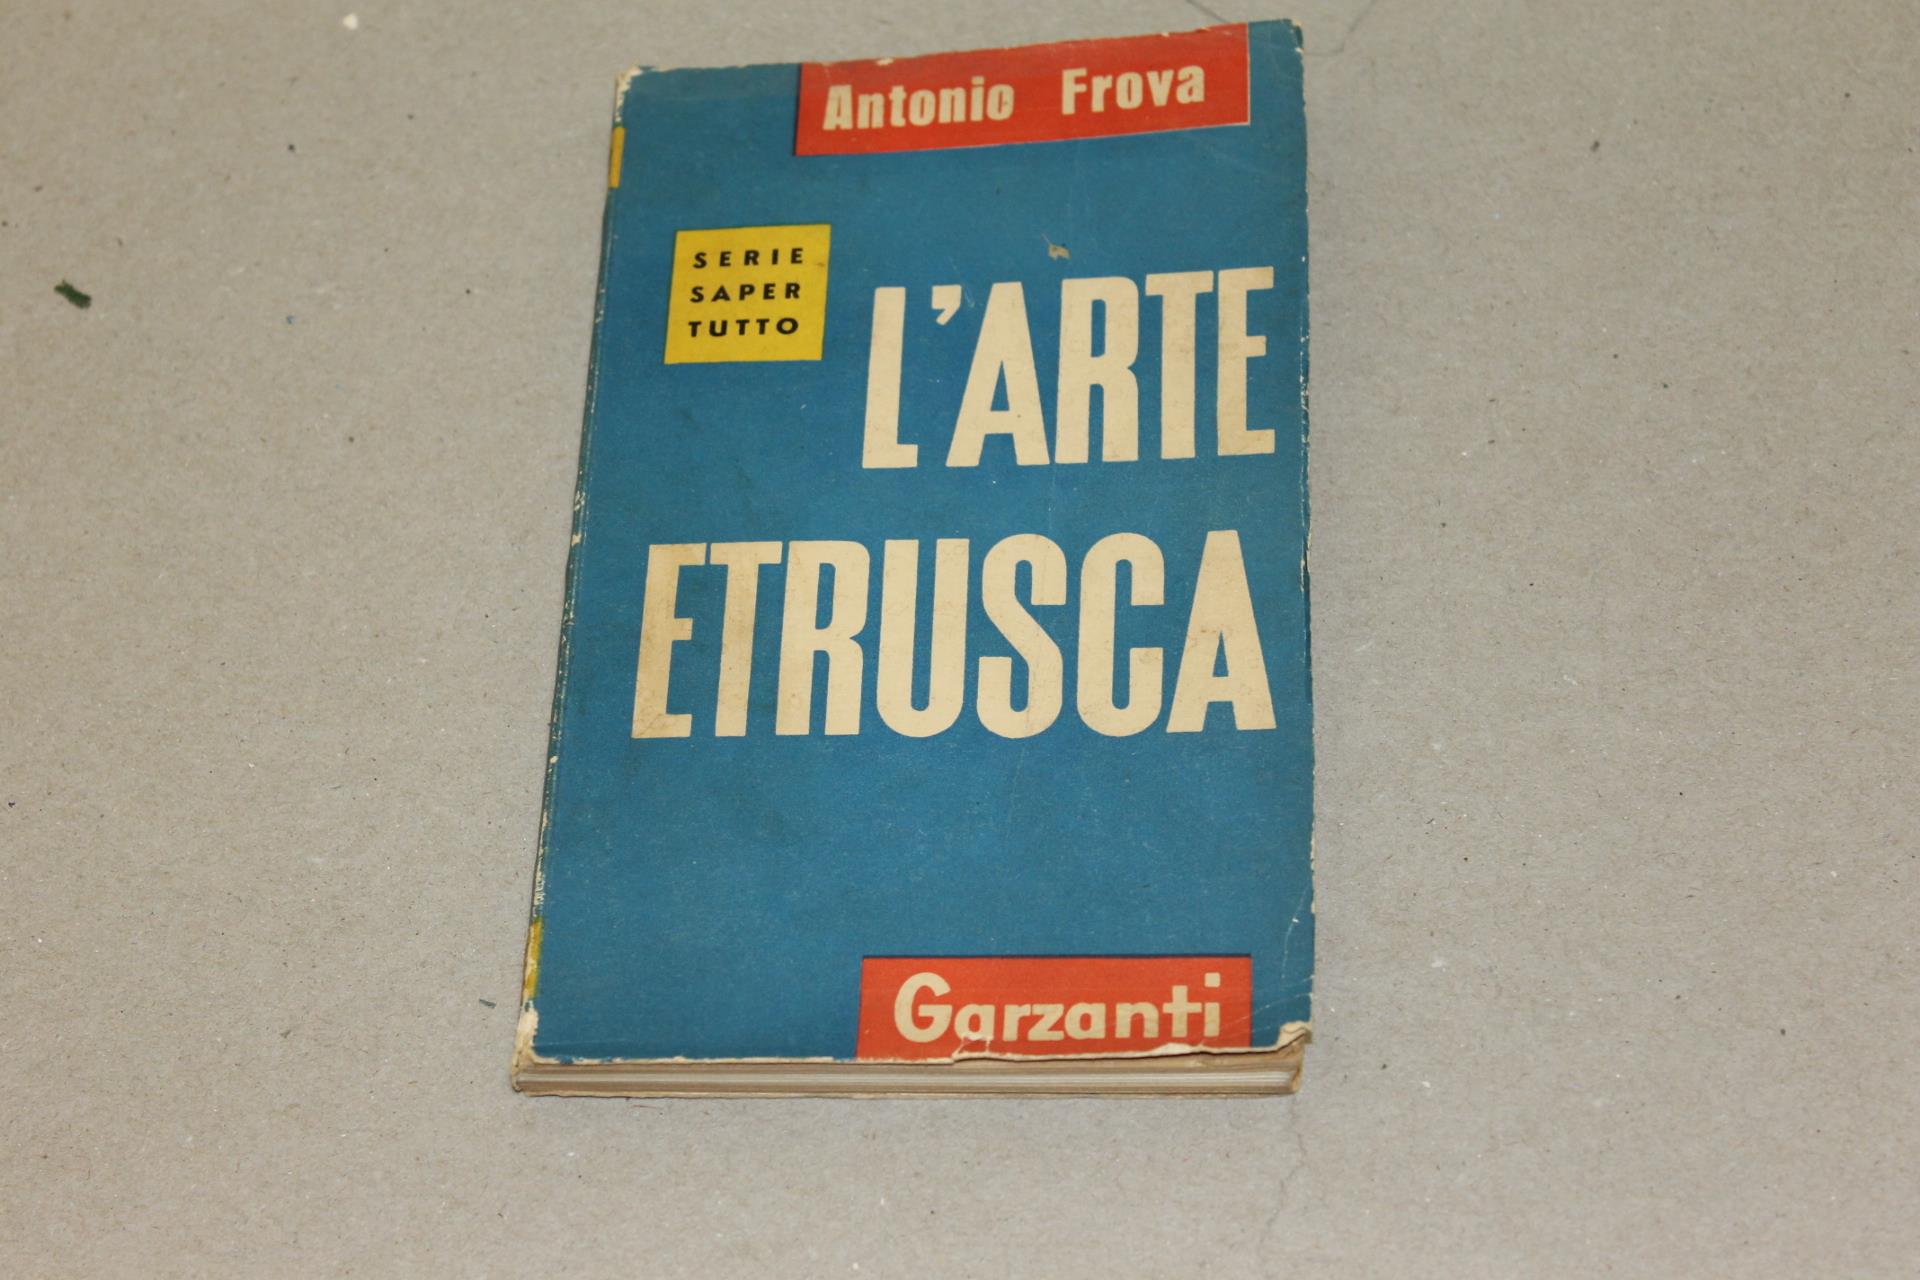 Antonio Frova
SERIE
SAPER
TUTTO
L'ARTE
ETRUSCA
Garzanti